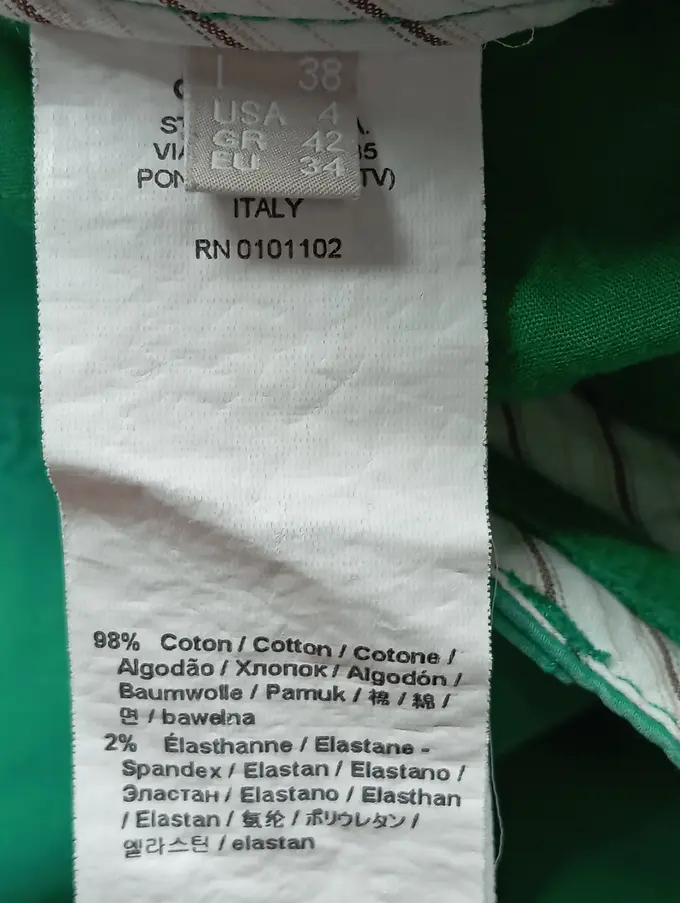 I 38
USA 4
GR 42
EU 34
ITALY
RN 0101102
98% Coton / Cotton / Cotone /
Algodão / Хлопок / Algodón /
Baumwolle / Pamuk / 棉 / 綿 /
면 / bawełna
2% Élasthanne / Elastane -
Spandex / Elastan / Elastano /
Эластан / Elastano / Elasthan
/ Elastan / 氨纶 / ポリウレタン /
엘라스틴 / elastan